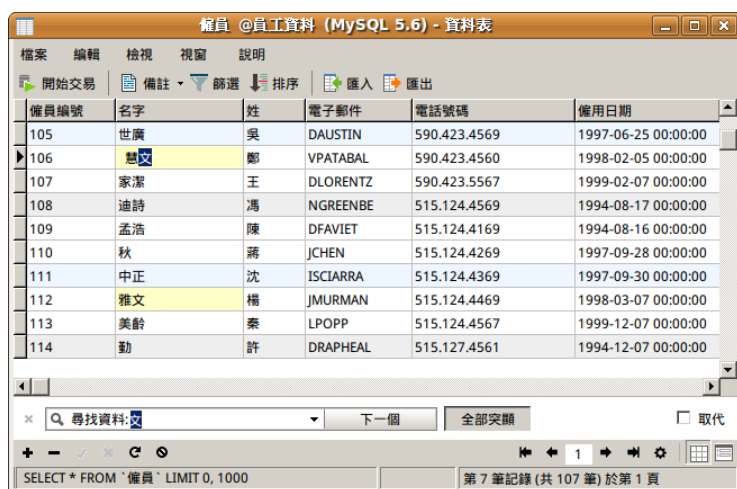 僱員 @員工資料 (MySQL 5.6) - 資料表
檔案 編輯 檢視 視窗 說明
開始交易 備註 篩選 排序 匯入 匯出
僱員編號 名字 姓 電子郵件 電話號碼 僱用日期
105 世廣 吳 DAUSTIN 590.423.4569 1997-06-25 00:00:00
106 慧文 鄭 VPATABAL 590.423.4560 1998-02-05 00:00:00
107 家潔 王 DLORENTZ 590.423.5567 1999-02-07 00:00:00
108 迪詩 馮 NGREENBE 515.124.4569 1994-08-17 00:00:00
109 孟浩 陳 DFAVIET 515.124.4169 1994-08-16 00:00:00
110 秋 蔣 JCHEN 515.124.4269 1997-09-28 00:00:00
111 中正 沈 ISCIARRA 515.124.4369 1997-09-30 00:00:00
112 雅文 楊 JMURMAN 515.124.4469 1998-03-07 00:00:00
113 美齡 秦 LPOPP 515.124.4567 1999-12-07 00:00:00
114 勤 許 DRAPHEAL 515.127.4561 1994-12-07 00:00:00
尋找資料:文 下一個 全部突顯 取代
1
SELECT * FROM `僱員` LIMIT 0, 1000 第 7 筆記錄 (共 107 筆) 於第 1 頁